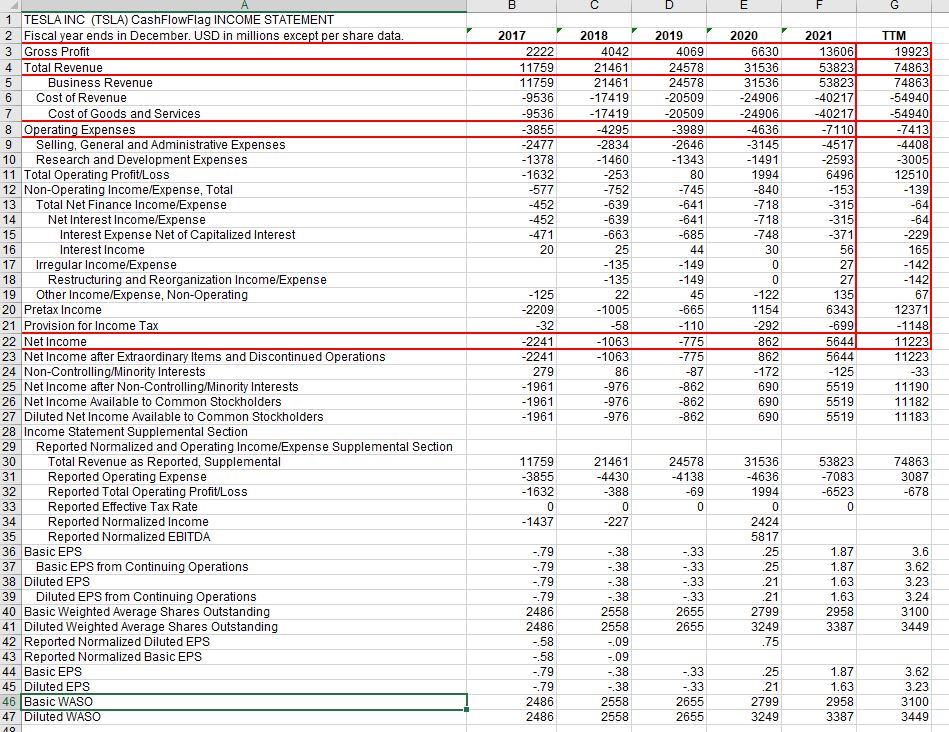 A B C D E F G
1 TESLA INC (TSLA) CashFlowFlag INCOME STATEMENT
2 Fiscal year ends in December. USD in millions except per share data. 2017 2018 2019 2020 2021 TTM
3 Gross Profit 2222 4042 4069 6630 13606 19923
4 Total Revenue 11759 21461 24578 31536 53823 74863
5 Business Revenue 11759 21461 24578 31536 53823 74863
6 Cost of Revenue -9536 -17419 -20509 -24906 -40217 -54940
7 Cost of Goods and Services -9536 -17419 -20509 -24906 -40217 -54940
8 Operating Expenses -3855 -4295 -3989 -4636 -7110 -7413
9 Selling, General and Administrative Expenses -2477 -2834 -2646 -3145 -4517 -4408
10 Research and Development Expenses -1378 -1460 -1343 -1491 -2593 -3005
11 Total Operating Profit/Loss -1632 -253 80 1994 6496 12510
12 Non-Operating Income/Expense, Total -577 -752 -745 -840 -153 -139
13 Total Net Finance Income/Expense -452 -639 -641 -718 -315 -64
14 Net Interest Income/Expense -452 -639 -641 -718 -315 -64
15 Interest Expense Net of Capitalized Interest -471 -663 -685 -748 -371 -229
16 Interest Income 20 25 44 30 56 165
17 Irregular Income/Expense -135 -149 0 27 -142
18 Restructuring and Reorganization Income/Expense -135 -149 0 27 -142
19 Other Income/Expense, Non-Operating -125 22 45 -122 135 67
20 Pretax Income -2209 -1005 -665 1154 6343 12371
21 Provision for Income Tax -32 -58 -110 -292 -699 -1148
22 Net Income -2241 -1063 -775 862 5644 11223
23 Net Income after Extraordinary Items and Discontinued Operations -2241 -1063 -775 862 5644 11223
24 Non-Controlling/Minority Interests 279 86 -87 -172 -125 -33
25 Net Income after Non-Controlling/Minority Interests -1961 -976 -862 690 5519 11190
26 Net Income Available to Common Stockholders -1961 -976 -862 690 5519 11182
27 Diluted Net Income Available to Common Stockholders -1961 -976 -862 690 5519 11183
28 Income Statement Supplemental Section
29 Reported Normalized and Operating Income/Expense Supplemental Section
30 Total Revenue as Reported, Supplemental 11759 21461 24578 31536 53823 74863
31 Reported Operating Expense -3855 -4430 -4138 -4636 -7083 3087
32 Reported Total Operating Profit/Loss -1632 -388 -69 1994 -6523 -678
33 Reported Effective Tax Rate 0 0 0 0 0
34 Reported Normalized Income -1437 -227 2424
35 Reported Normalized EBITDA 5817
36 Basic EPS -.79 -.38 -.33 .25 1.87 3.6
37 Basic EPS from Continuing Operations -.79 -.38 -.33 .25 1.87 3.62
38 Diluted EPS -.79 -.38 -.33 .21 1.63 3.23
39 Diluted EPS from Continuing Operations -.79 -.38 -.33 .21 1.63 3.24
40 Basic Weighted Average Shares Outstanding 2486 2558 2655 2799 2958 3100
41 Diluted Weighted Average Shares Outstanding 2486 2558 2655 3249 3387 3449
42 Reported Normalized Diluted EPS -.58 -.09 .75
43 Reported Normalized Basic EPS -.58 -.09
44 Basic EPS -.79 -.38 -.33 .25 1.87 3.62
45 Diluted EPS -.79 -.38 -.33 .21 1.63 3.23
46 Basic WASO 2486 2558 2655 2799 2958 3100
47 Diluted WASO 2486 2558 2655 3249 3387 3449
48